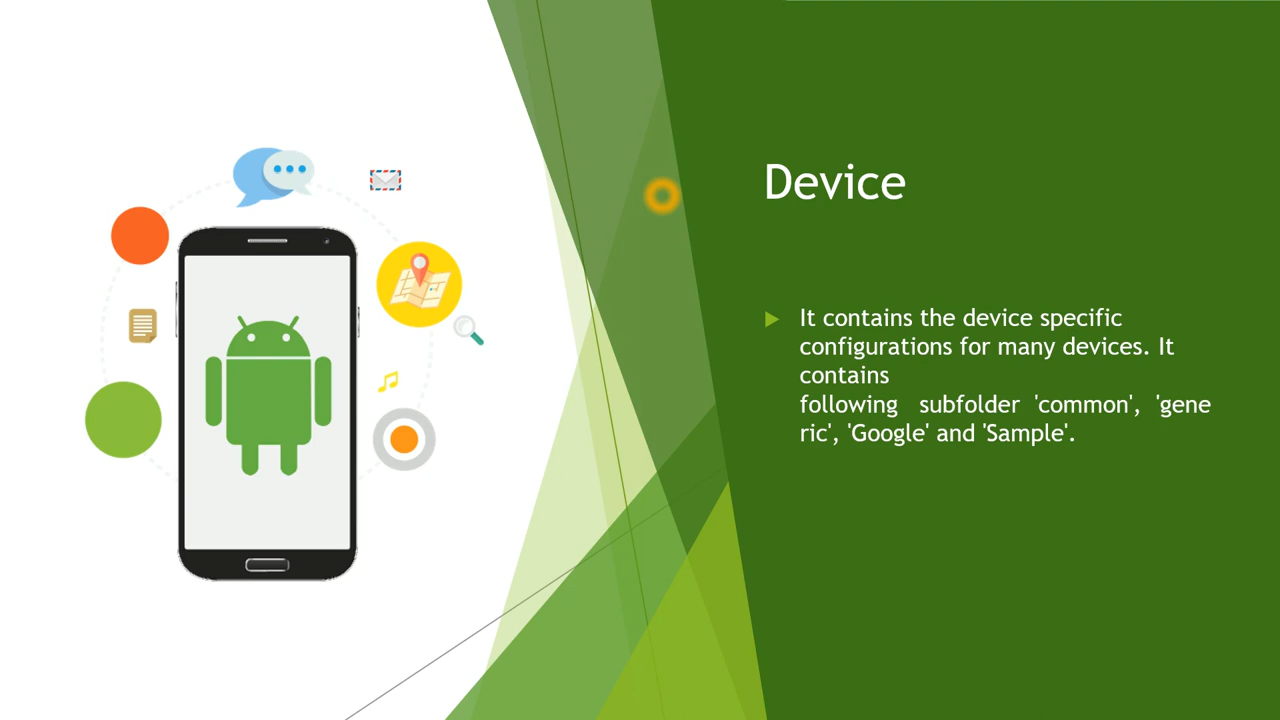 Device
It contains the device specific
configurations for many devices. It
contains
following subfolder 'common', 'gene
ric', 'Google' and 'Sample'.